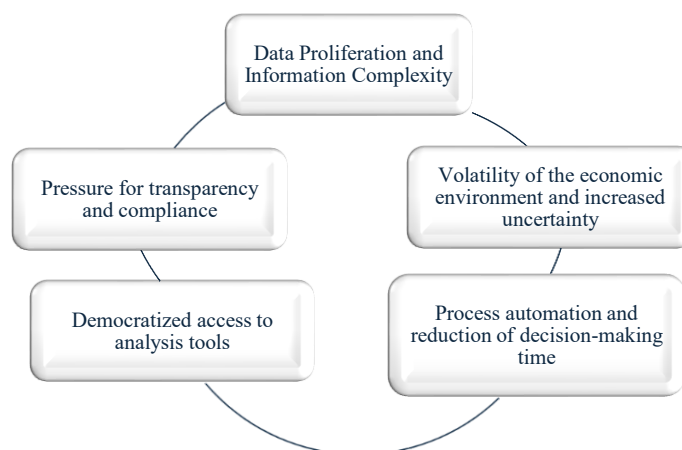 Data Proliferation and
Information Complexity
Volatility of the economic
environment and increased
uncertainty
Process automation and
reduction of decision-making
time
Democratized access to
analysis tools
Pressure for transparency
and compliance